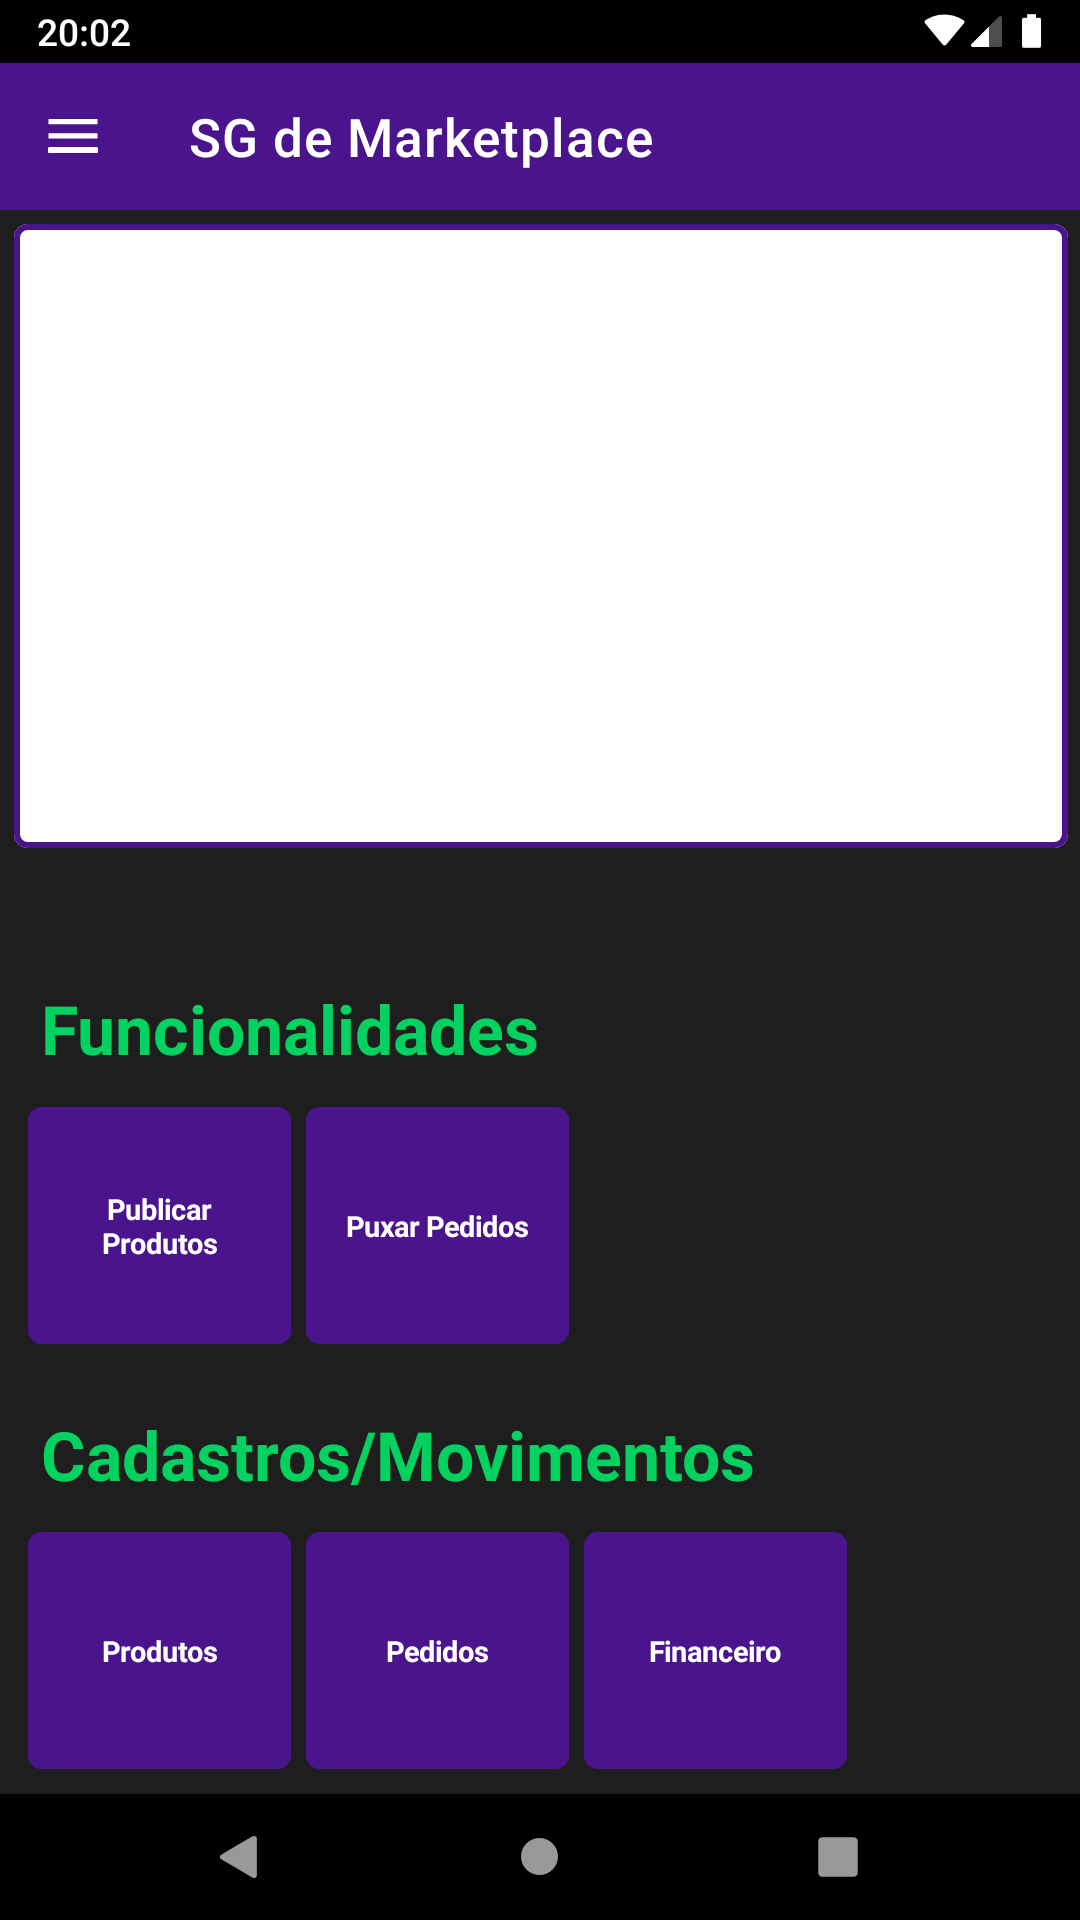 20:02
SG de Marketplace
Funcionalidades
Publicar
Produtos
Puxar Pedidos
Cadastros/Movimentos
Produtos
Pedidos
Financeiro